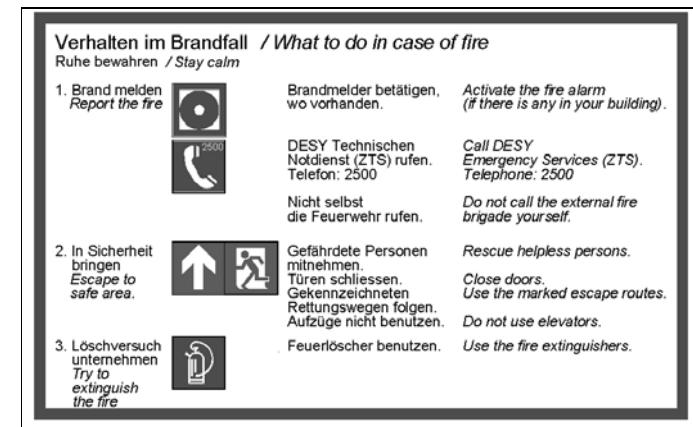 Verhalten im Brandfall / What to do in case of fire
Ruhe bewahren / Stay calm
1. Brand melden
Report the fire
Brandmelder betätigen,
wo vorhanden.
Activate the fire alarm
(if there is any in your building).
2500
DESY Technischen
Notdienst (ZTS) rufen.
Telefon: 2500
Call DESY
Emergency Services (ZTS).
Telephone: 2500
Nicht selbst
die Feuerwehr rufen.
Do not call the external fire
brigade yourself.
2. In Sicherheit
bringen
Escape to
safe area.
Gefährdete Personen
mitnehmen.
Türen schliessen.
Gekennzeichneten
Rettungswegen folgen.
Aufzüge nicht benutzen.
Rescue helpless persons.
Close doors.
Use the marked escape routes.
Do not use elevators.
3. Löschversuch
unternehmen
Try to
extinguish
the fire
Feuerlöscher benutzen.
Use the fire extinguishers.